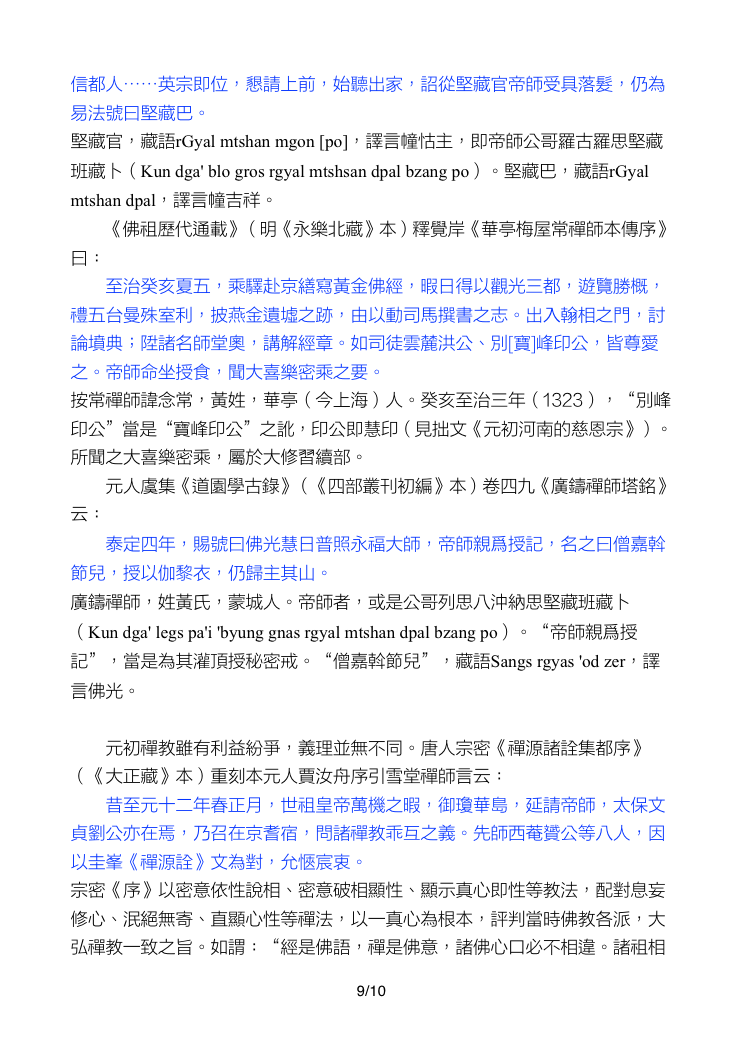 信都人⋯⋯英宗即位，懇請上前，始聽出家，詔從堅藏官帝師受具落髮，仍為
易法號曰堅藏巴。
堅藏官，藏語rGyal mtshan mgon [po]，譯言幢怙主，即帝師公哥羅古羅思堅藏
班藏卜（Kun dga' blo gros rgyal mtshsan dpal bzang po）。堅藏巴，藏語rGyal
mtshan dpal，譯言幢吉祥。
《佛祖歷代通載》（明《永樂北藏》本）釋覺岸《華亭梅屋常禪師本傳序》
曰：
至治癸亥夏五，乘驛赴京繕寫黃金佛經，暇日得以觀光三都，遊覽勝概，
禮五台曼殊室利，披燕金遺墟之跡，由以動司馬撰書之志。出入翰相之門，討
論墳典；陞諸名師堂奧，講解經章。如司徒雲麓洪公、別[寶]峰印公，皆尊愛
之。帝師命坐授食，聞大喜樂密乘之要。
按常禪師諱念常，黃姓，華亭（今上海）人。癸亥至治三年（1323），“別峰
印公”當是“寶峰印公”之訛，印公即慧印（見拙文《元初河南的慈恩宗》）。
所聞之大喜樂密乘，屬於大修習續部。
元人虞集《道園學古錄》（《四部叢刊初編》本）卷四九《廣鑄禪師塔銘》
云：
泰定四年，賜號曰佛光慧日普照永福大師，帝師親爲授記，名之曰僧嘉斡
節兒，授以伽黎衣，仍歸主其山。
廣鑄禪師，姓黃氏，蒙城人。帝師者，或是公哥列思八沖納思堅藏班藏卜
（Kun dga' legs pa'i 'byung gnas rgyal mtshan dpal bzang po）。“帝師親爲授
記”，當是為其灌頂授秘密戒。“僧嘉斡節兒”，藏語Sangs rgyas 'od zer，譯
言佛光。
元初禪教雖有利益紛爭，義理並無不同。唐人宗密《禪源諸詮集都序》
（《大正藏》本）重刻本元人賈汝舟序引雪堂禪師言云：
昔至元十二年春正月，世祖皇帝萬機之暇，御瓊華島，延請帝師，太保文
貞劉公亦在焉，乃召在京耆宿，問諸禪教乖互之義。先師西菴贇公等八人，因
以圭峯《禪源詮》文為對，允愜宸衷。
宗密《序》以密意依性說相、密意破相顯性、顯示真心即性等教法，配對息妄
修心、泯絕無寄、直顯心性等禪法，以一真心為根本，評判當時佛教各派，大
弘禪教一致之旨。如謂：“經是佛語，禪是佛意，諸佛心口必不相違。諸祖相
9/10